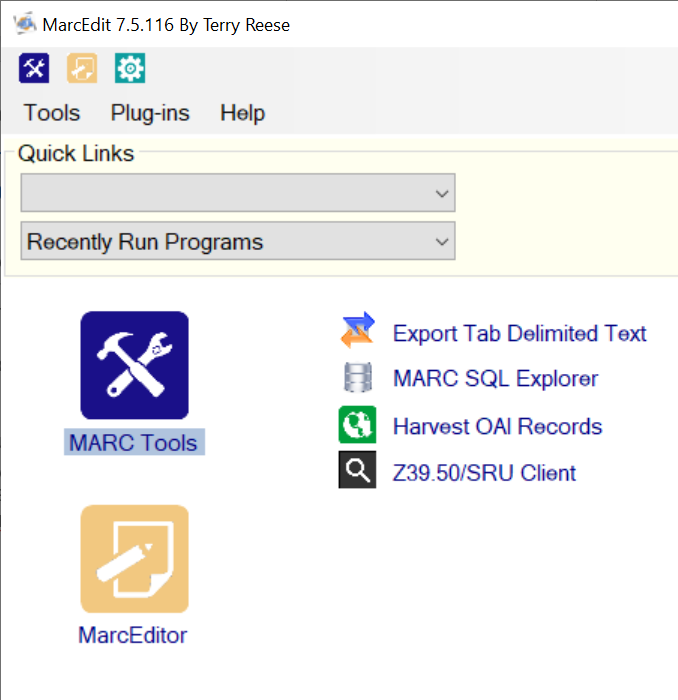 MarcEdit 7.5.116 By Terry Reese
Tools Plug-ins Help
Quick Links
Recently Run Programs
MARC Tools
MarcEditor
Export Tab Delimited Text
MARC SQL Explorer
Harvest OAI Records
Z39.50/SRU Client